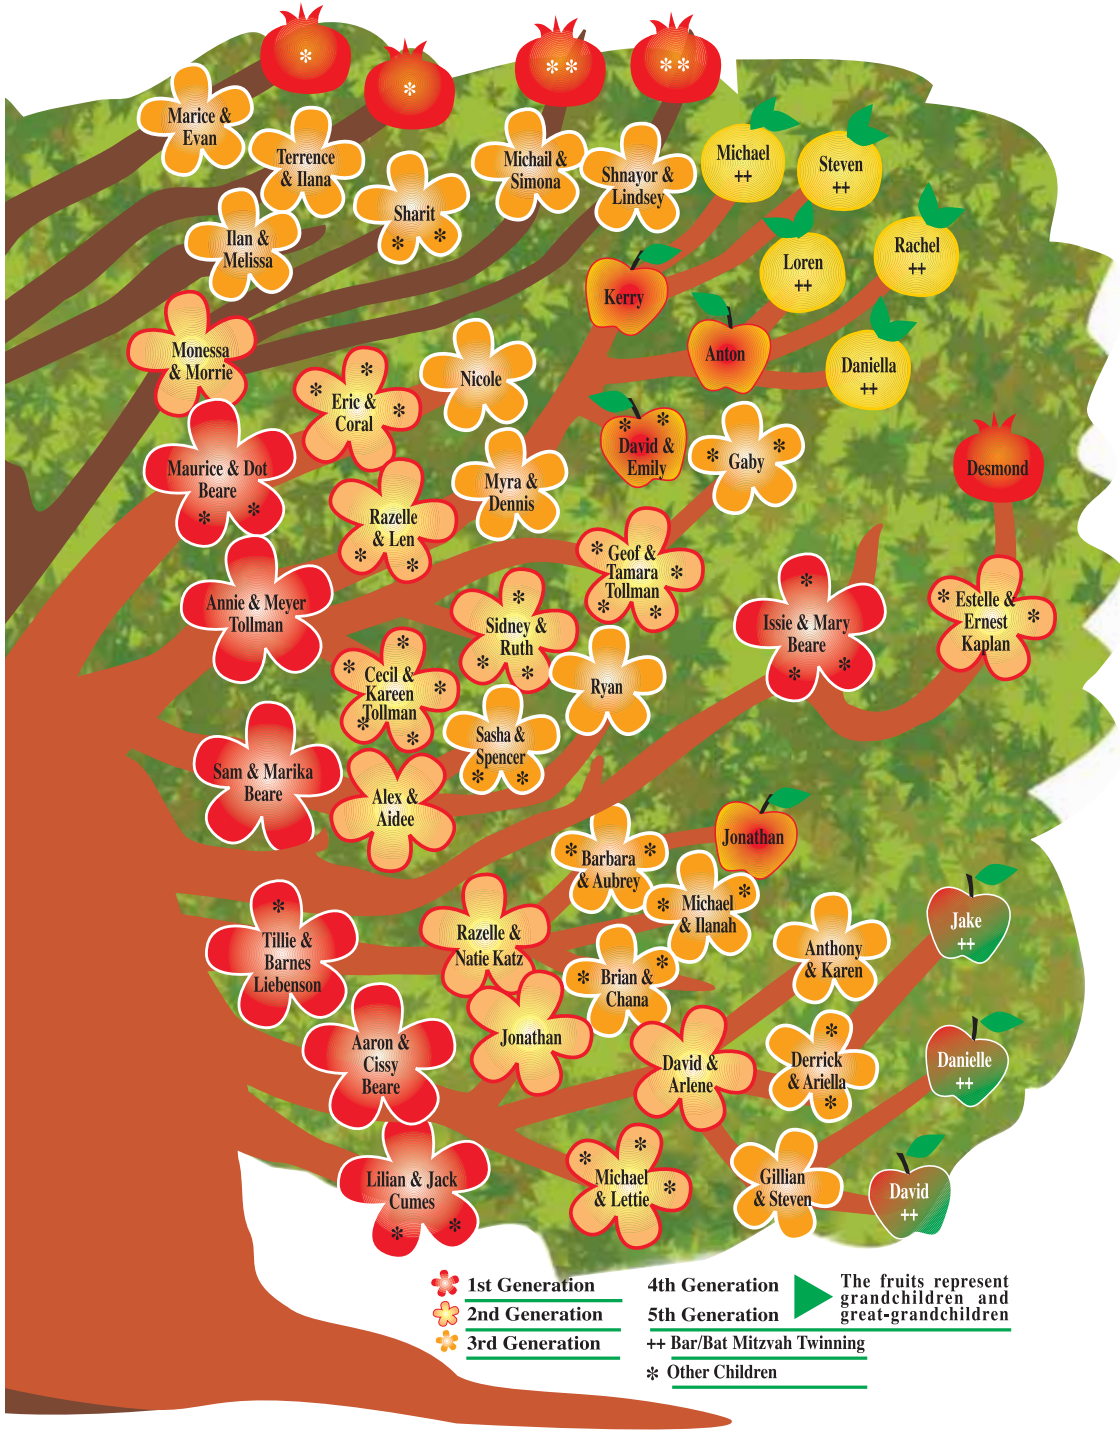 *
*
* *
* *
Marice &
Evan
Terrence
& Ilana
Sharit
* *
Michail &
Simona
Shnayor &
Lindsey
Michael
++
Steven
++
Ilan &
Melissa
Loren
++
Rachel
++
Kerry
Monessa
& Morrie
Anton
Daniella
++
Nicole
*
* *
Eric &
Coral
* *
David &
Emily
* *
Gaby
Desmond
Maurice & Dot
Beare
* *
Myra &
Dennis
Razelle
& Len
* *
* *
Geof &
Tamara
Tollman
* *
Annie & Meyer
Tollman
*
Sidney &
Ruth
* *
*
Issie & Mary
Beare
* *
* *
Estelle &
Ernest
Kaplan
*
* *
Cecil &
Kareen
Tollman
* *
Ryan
Sasha &
Spencer
* *
Sam & Marika
Beare
Alex &
Aidee
Jonathan
* *
Barbara
& Aubrey
* *
Michael
& Ilanah
*
Tillie &
Barnes
Liebenson
Razelle &
Natie Katz
Jake
++
Anthony
& Karen
* *
Brian &
Chana
Jonathan
Aaron &
Cissy
Beare
David &
Arlene
*
Derrick
& Ariella
*
Danielle
++
Lilian & Jack
Cumes
* *
* *
Michael
& Lettie
*
Gillian
& Steven
David
++
1st Generation
2nd Generation
3rd Generation
4th Generation
5th Generation
The fruits represent
grandchildren and
great-grandchildren
++ Bar/Bat Mitzvah Twinning
* Other Children